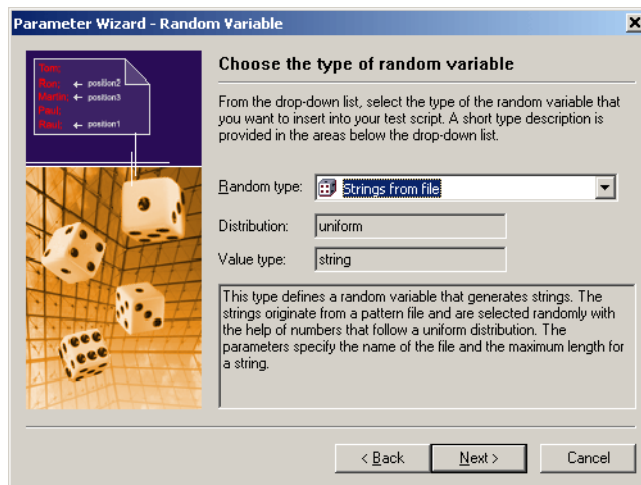 Parameter Wizard - Random Variable
Tom;
Ron; ← position2
Martin; ← position3
Paul;
Raul; ← position1
Choose the type of random variable
From the drop-down list, select the type of the random variable that
you want to insert into your test script. A short type description is
provided in the areas below the drop-down list.
Random type: Strings from file
Distribution: uniform
Value type: string
This type defines a random variable that generates strings. The
strings originate from a pattern file and are selected randomly with
the help of numbers that follow a uniform distribution. The
parameters specify the name of the file and the maximum length for
a string.
< Back Next > Cancel